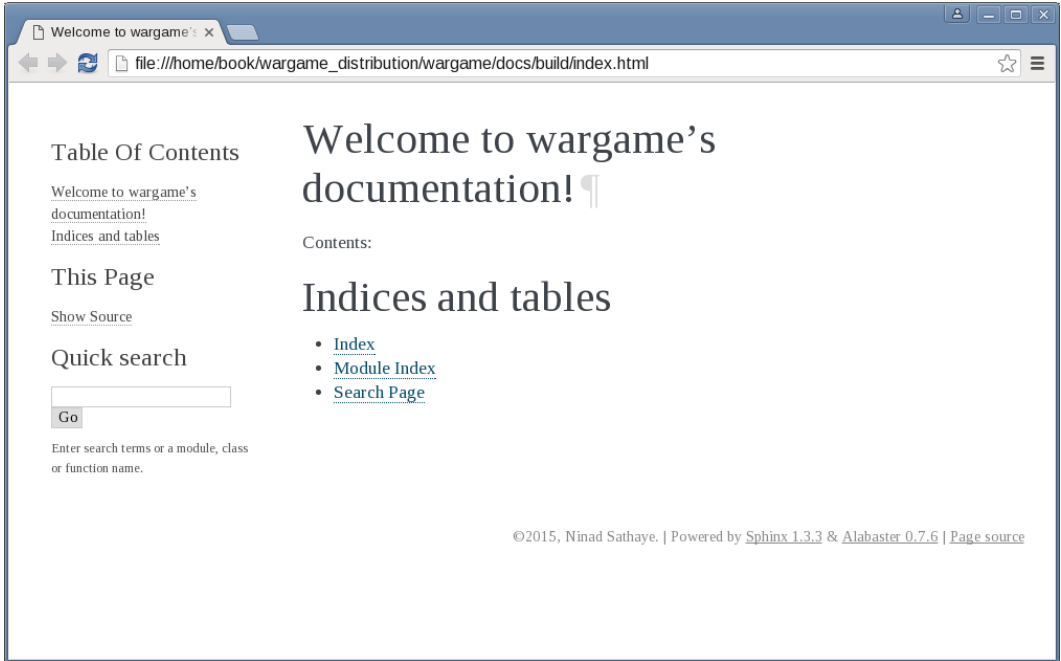 Welcome to wargame's
file:///home/book/wargame_distribution/wargame/docs/build/index.html
Table Of Contents
Welcome to wargame’s
documentation!
Indices and tables
This Page
Show Source
Quick search
Go
Enter search terms or a module, class
or function name.
Welcome to wargame’s
documentation!¶
Contents:
Indices and tables
Index
Module Index
Search Page
©2015, Ninad Sathaye. | Powered by Sphinx 1.3.3 & Alabaster 0.7.6 | Page source